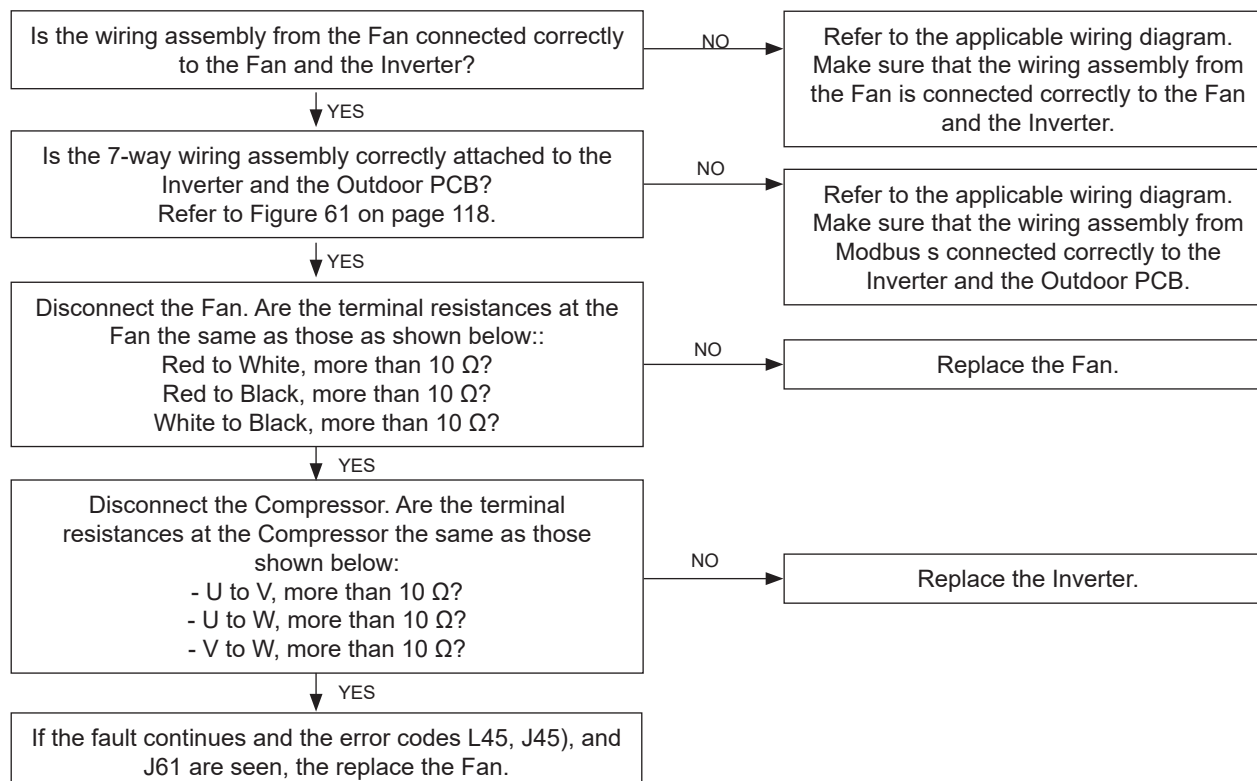 Is the wiring assembly from the Fan connected correctly
to the Fan and the Inverter?
NO
Refer to the applicable wiring diagram.
Make sure that the wiring assembly from
the Fan is connected correctly to the Fan
and the Inverter.
YES
Is the 7-way wiring assembly correctly attached to the
Inverter and the Outdoor PCB?
Refer to Figure 61 on page 118.
NO
Refer to the applicable wiring diagram.
Make sure that the wiring assembly from
Modbus s connected correctly to the
Inverter and the Outdoor PCB.
YES
Disconnect the Fan. Are the terminal resistances at the
Fan the same as those as shown below::
Red to White, more than 10 Ω?
Red to Black, more than 10 Ω?
White to Black, more than 10 Ω?
NO
Replace the Fan.
YES
Disconnect the Compressor. Are the terminal
resistances at the Compressor the same as those
shown below:
- U to V, more than 10 Ω?
- U to W, more than 10 Ω?
- V to W, more than 10 Ω?
NO
Replace the Inverter.
YES
If the fault continues and the error codes L45, J45), and
J61 are seen, the replace the Fan.